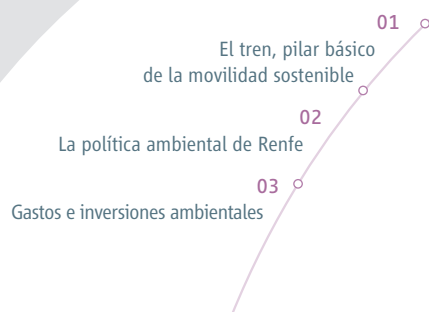 01
El tren, pilar básico
de la movilidad sostenible
02
La política ambiental de Renfe
03
Gastos e inversiones ambientales